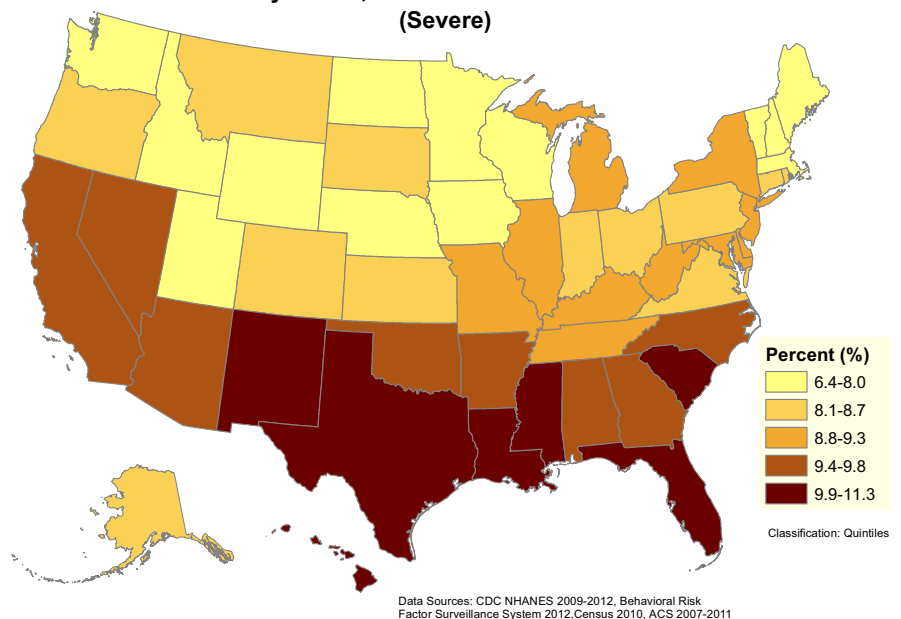 (Severe)
Percent (%)
6.4-8.0
8.1-8.7
8.8-9.3
9.4-9.8
9.9-11.3
Classification: Quintiles
Data Sources: CDC NHANES 2009-2012, Behavioral Risk
Factor Surveillance System 2012,Census 2010, ACS 2007-2011